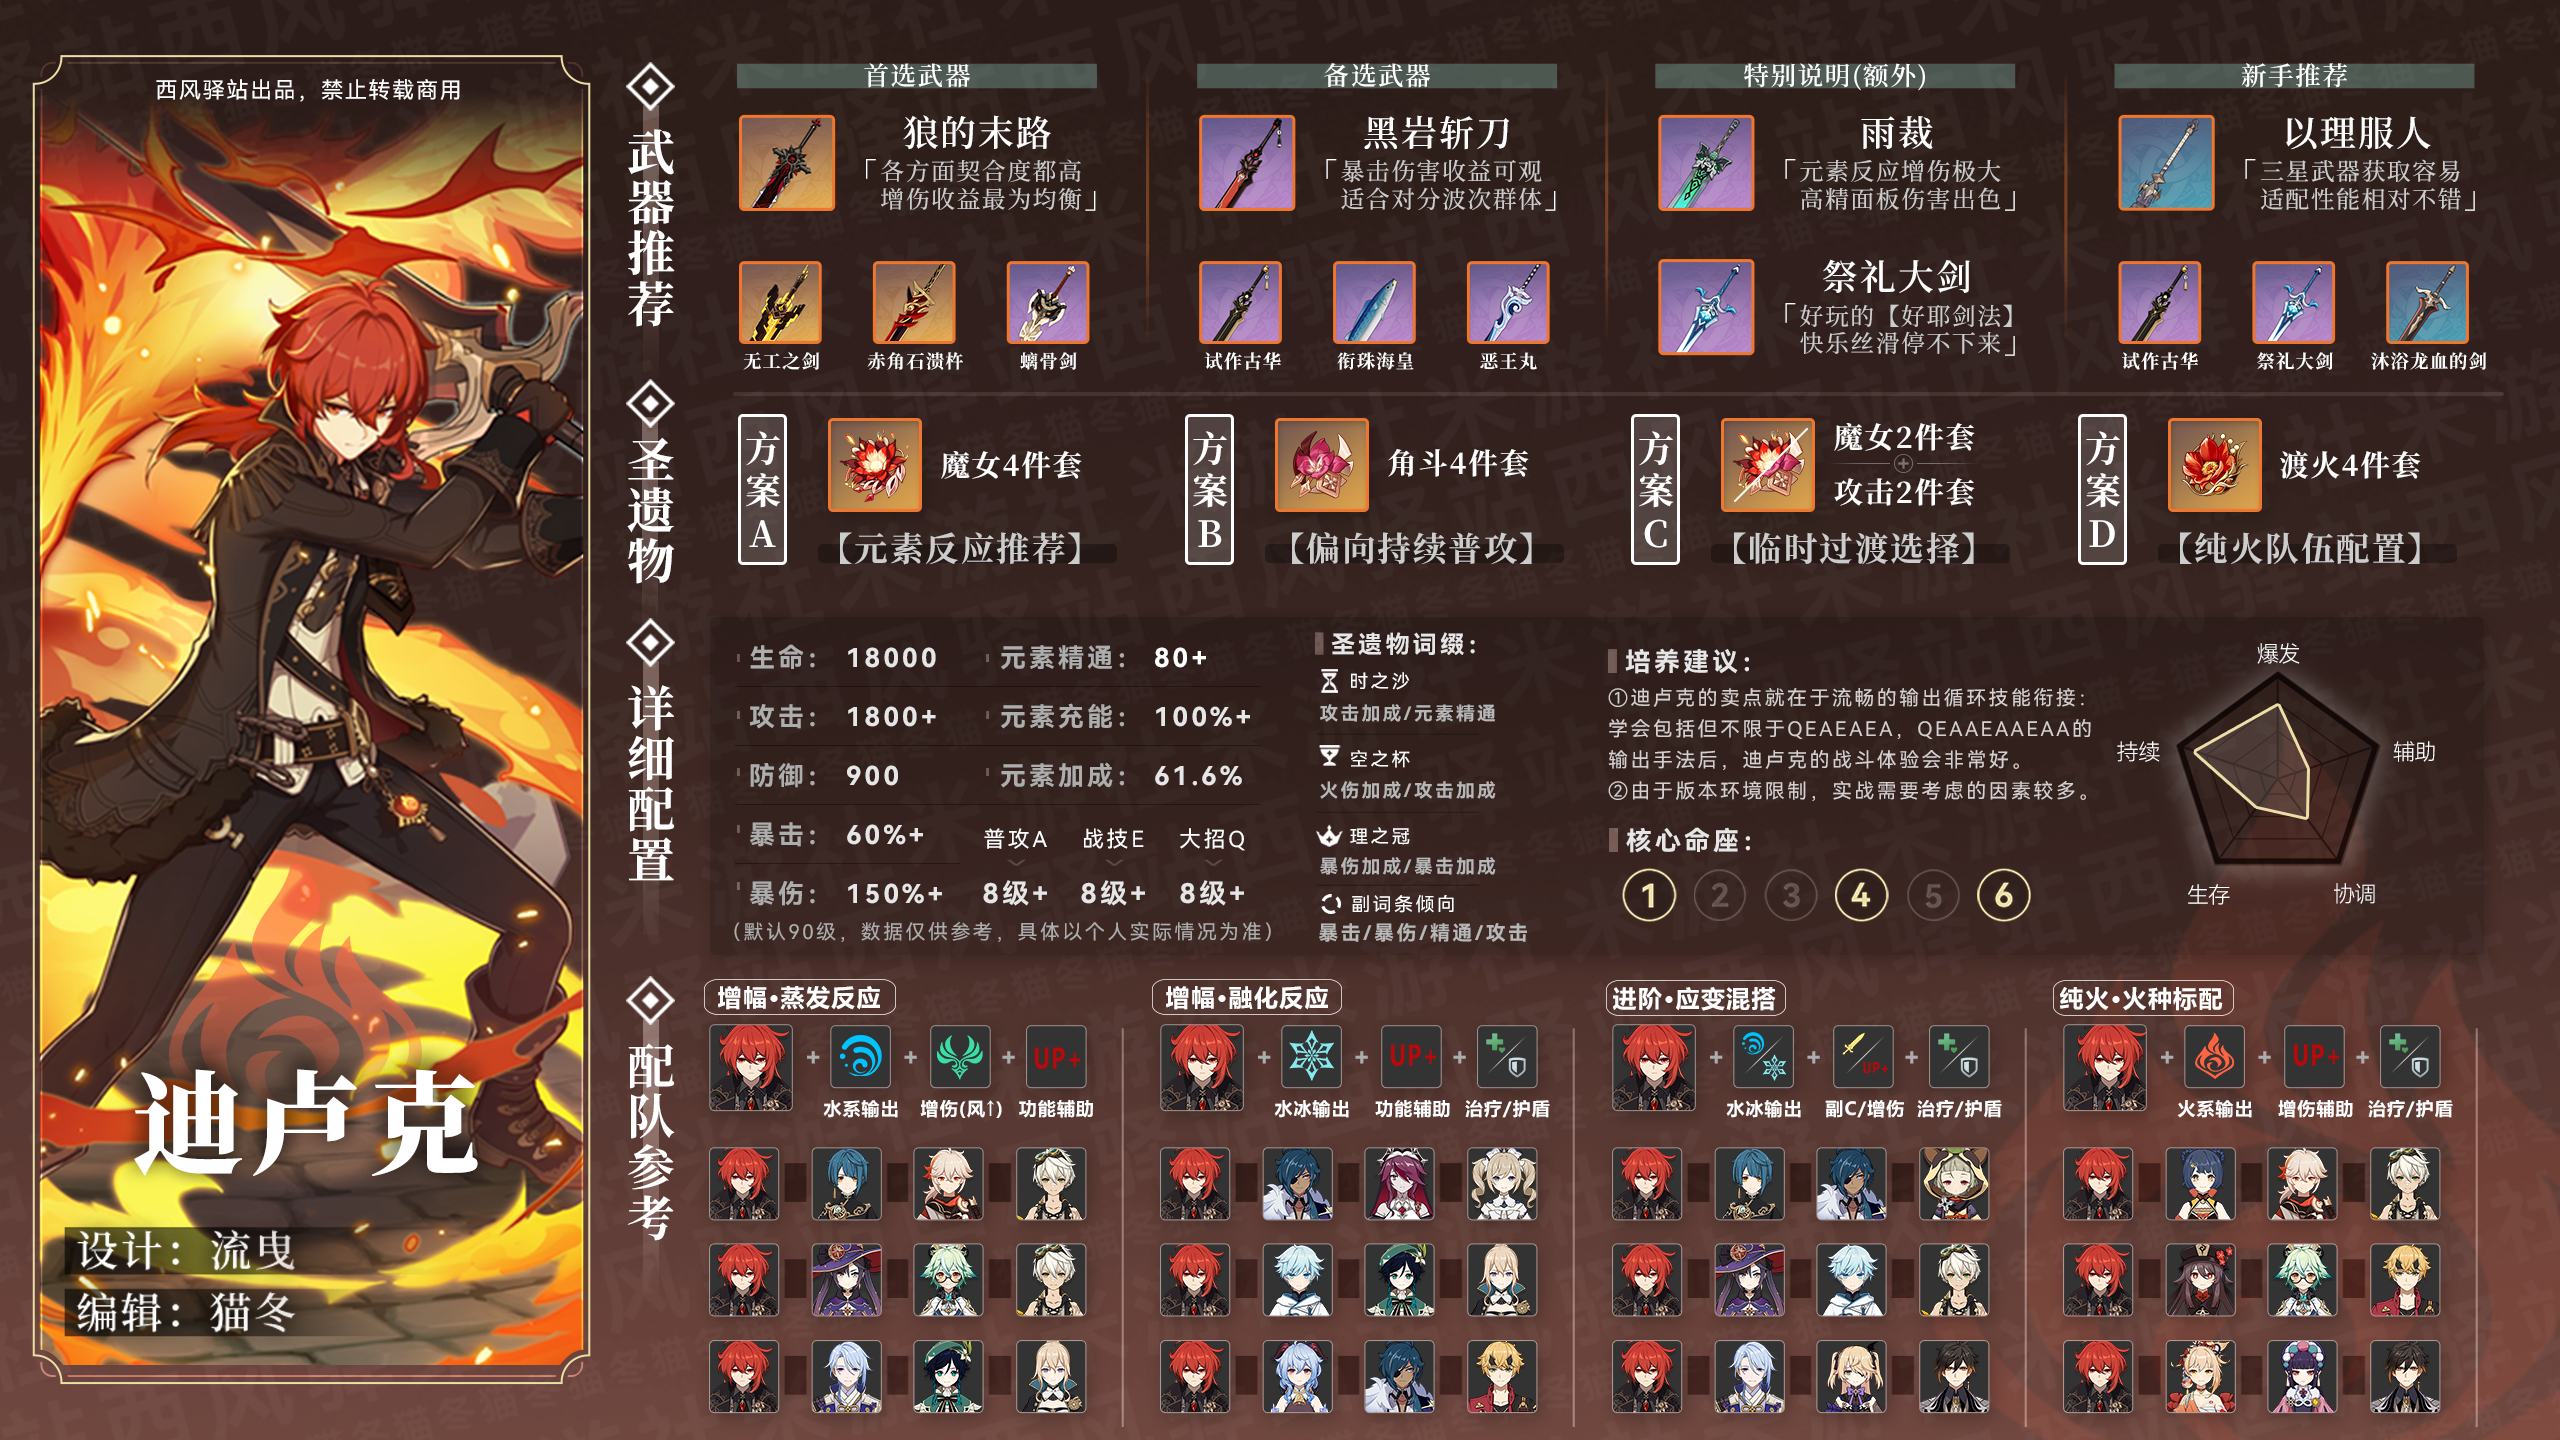 西风驿站出品，禁止转载商用
迪卢克
设计：流曳
编辑：猫冬
武器推荐
首选武器
狼的末路
「各方面契合度都高
增伤收益最为均衡」
无工之剑
赤角石溃杵
螭骨剑
备选武器
黑岩斩刀
「暴击伤害收益可观
适合对分波次群体」
试作古华
衔珠海皇
恶王丸
特别说明(额外)
雨裁
「元素反应增伤极大
高精面板伤害出色」
祭礼大剑
「好玩的【好耶剑法】
快乐丝滑停不下来」
新手推荐
以理服人
「三星武器获取容易
适配性能相对不错」
试作古华
祭礼大剑
沐浴龙血的剑
圣遗物
方案A
魔女4件套
【元素反应推荐】
方案B
角斗4件套
【偏向持续普攻】
方案C
魔女2件套
攻击2件套
【临时过渡选择】
方案D
渡火4件套
【纯火队伍配置】
详细配置
生命：18000 元素精通：80+
攻击：1800+ 元素充能：100%+
防御：900 元素加成：61.6%
暴击：60%+ 普攻A 战技E 大招Q
暴伤：150%+ 8级+ 8级+ 8级+
（默认90级，数据仅供参考，具体以个人实际情况为准）
圣遗物词缀：
时之沙
攻击加成/元素精通
空之杯
火伤加成/攻击加成
理之冠
暴伤加成/暴击加成
副词条倾向
暴击/暴伤/精通/攻击
培养建议：
①迪卢克的卖点就在于流畅的输出循环技能衔接：
学会包括但不限于QEAEAEA，QEAAEAAEAA的
输出手法后，迪卢克的战斗体验会非常好。
②由于版本环境限制，实战需要考虑的因素较多。
核心命座：
1 2 3 4 5 6
爆发
持续
辅助
生存
协调
配队参考
增幅·蒸发反应
UP+
水系输出 增伤(风↑) 功能辅助
增幅·融化反应
UP+
水冰输出 功能辅助 治疗/护盾
进阶·应变混搭
UP+
水冰输出 副C/增伤 治疗/护盾
纯火·火种标配
UP+
火系输出 增伤辅助 治疗/护盾